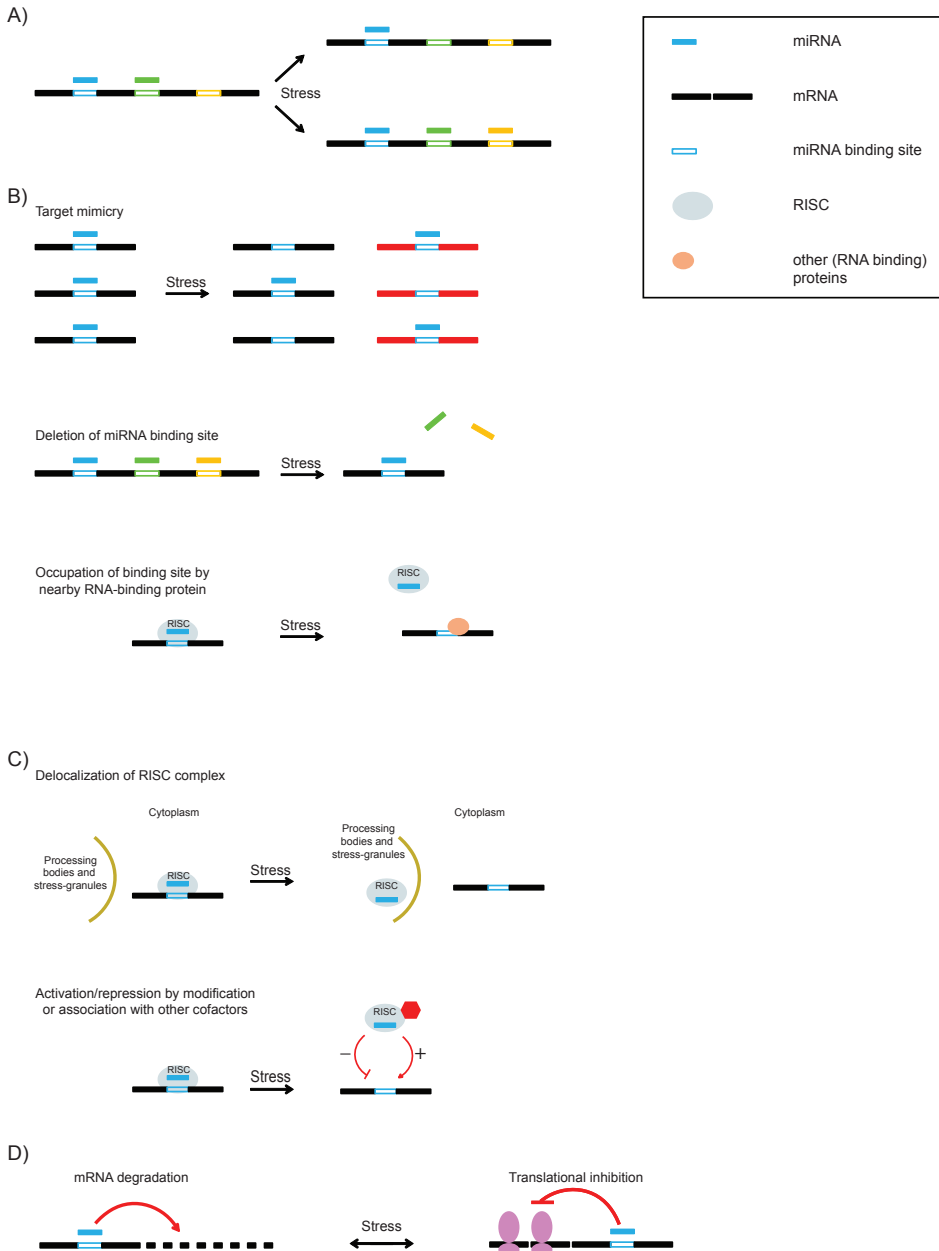 A)
Stress
miRNA
mRNA
miRNA binding site
RISC
other (RNA binding)
proteins
B)
Target mimicry
Stress
Deletion of miRNA binding site
Stress
Occupation of binding site by
nearby RNA-binding protein
RISC
Stress
RISC
C)
Delocalization of RISC complex
Cytoplasm
Processing
bodies and
stress-granules
RISC
Stress
Processing
bodies and
stress-granules
RISC
Cytoplasm
Activation/repression by modification
or association with other cofactors
RISC
Stress
RISC
– +
D)
mRNA degradation
Stress
Translational inhibition